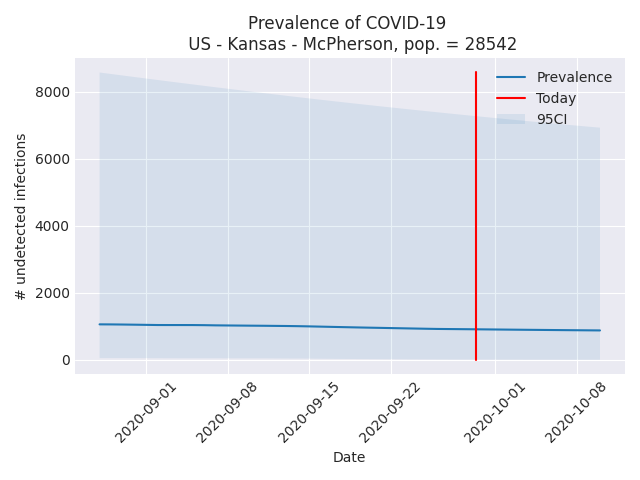 Prevalence of COVID-19
US - Kansas - McPherson, pop. = 28542
Prevalence
Today
95CI
# undetected infections
8000
6000
4000
2000
0
2020-09-01
2020-09-08
2020-09-15
2020-09-22
2020-10-01
2020-10-08
Date